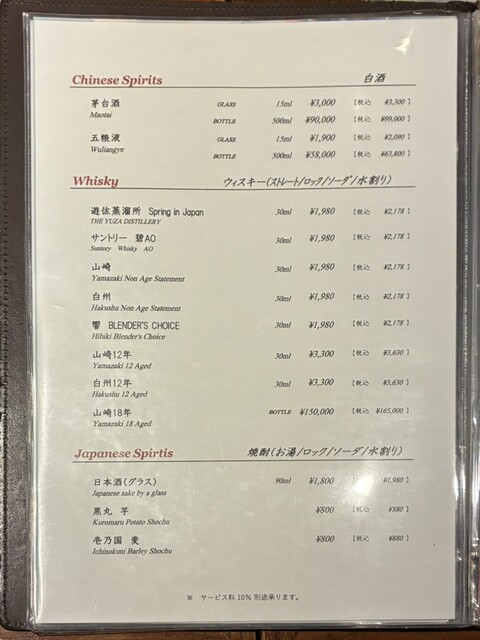 Chinese Spirits 白酒
茅台酒 GLASS 15ml ¥3,000 【税込 ¥3,300】
Maotai
BOTTLE 500ml ¥90,000 【税込 ¥99,000】
五粮液 GLASS 15ml ¥1,900 【税込 ¥2,090】
Wuliangye
BOTTLE 500ml ¥58,000 【税込 ¥63,800】
Whisky ウィスキー(ストレート/ロック/ソーダ/水割り)
遊佐蒸溜所 Spring in Japan 30ml ¥1,980 【税込 ¥2,178】
THE YUZA DISTILLERY
サントリー 碧AO 30ml ¥1,980 【税込 ¥2,178】
Suntory Whisky AO
山崎 30ml ¥1,980 【税込 ¥2,178】
Yamazaki Non Age Statement
白州 30ml ¥1,980 【税込 ¥2,178】
Hakushu Non Age Statement
響 BLENDER'S CHOICE 30ml ¥1,980 【税込 ¥2,178】
Hibiki Blender's Choice
山崎12年 30ml ¥3,300 【税込 ¥3,630】
Yamazaki 12 Aged
白州12年 30ml ¥3,300 【税込 ¥3,630】
Hakushu 12 Aged
山崎18年 BOTTLE ¥150,000 【税込 ¥165,000】
Yamazaki 18 Aged
Japanese Spirtis 焼酎(お湯/ロック/ソーダ/水割り)
日本酒(グラス) 90ml ¥1,800 【税込 ¥1,980】
Japanese sake by a glass
黒丸 芋 ¥800 【税込 ¥880】
Kuromaru Potato Shochu
壱乃国 麦 ¥800 【税込 ¥880】
Ichinokuni Barley Shochu
※ サービス料10% 別途承ります。